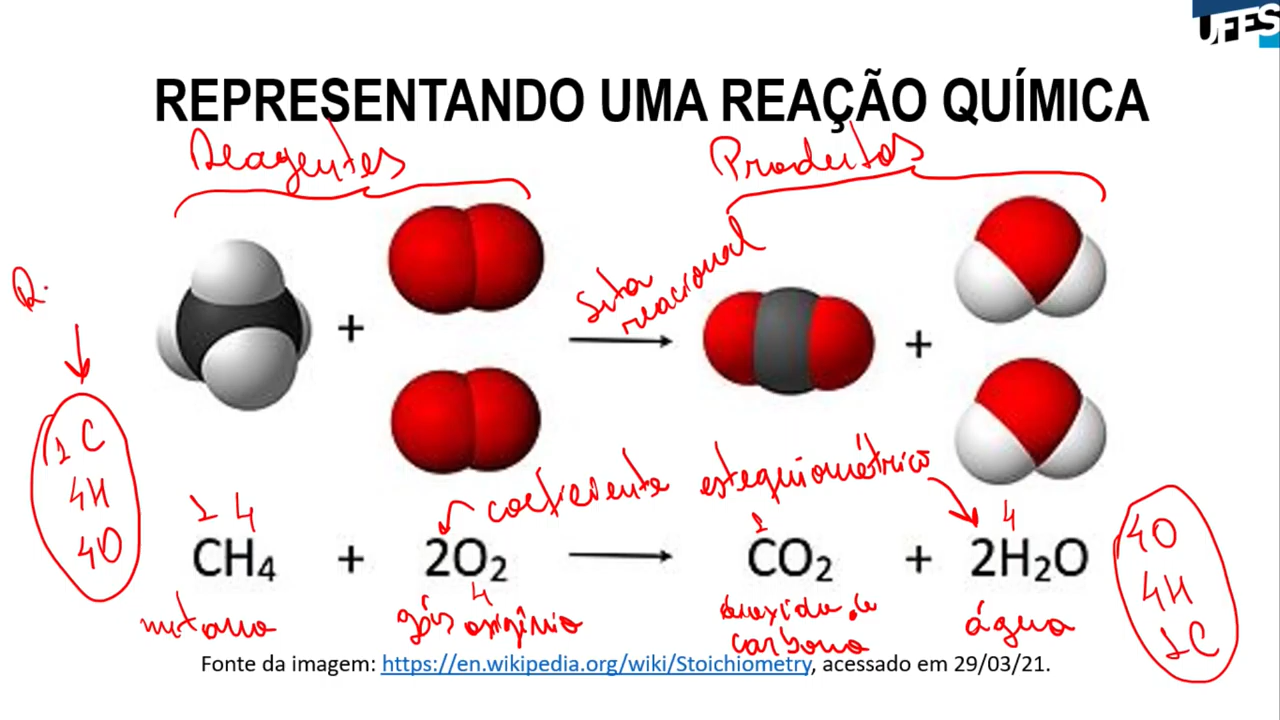 UFES
REPRESENTANDO UMA REAÇÃO QUÍMICA
Reagentes
Produtos
Seta reacional
R.
+
+
1 C
4H
4O
coeficiente estequiométrico
1 4
1
4
CH₄ + 2O₂ → CO₂ + 2H₂O
4
4O
4H
1C
metano
gás oxigênio
dióxido de carbono
água
Fonte da imagem: https://en.wikipedia.org/wiki/Stoichiometry, acessado em 29/03/21.